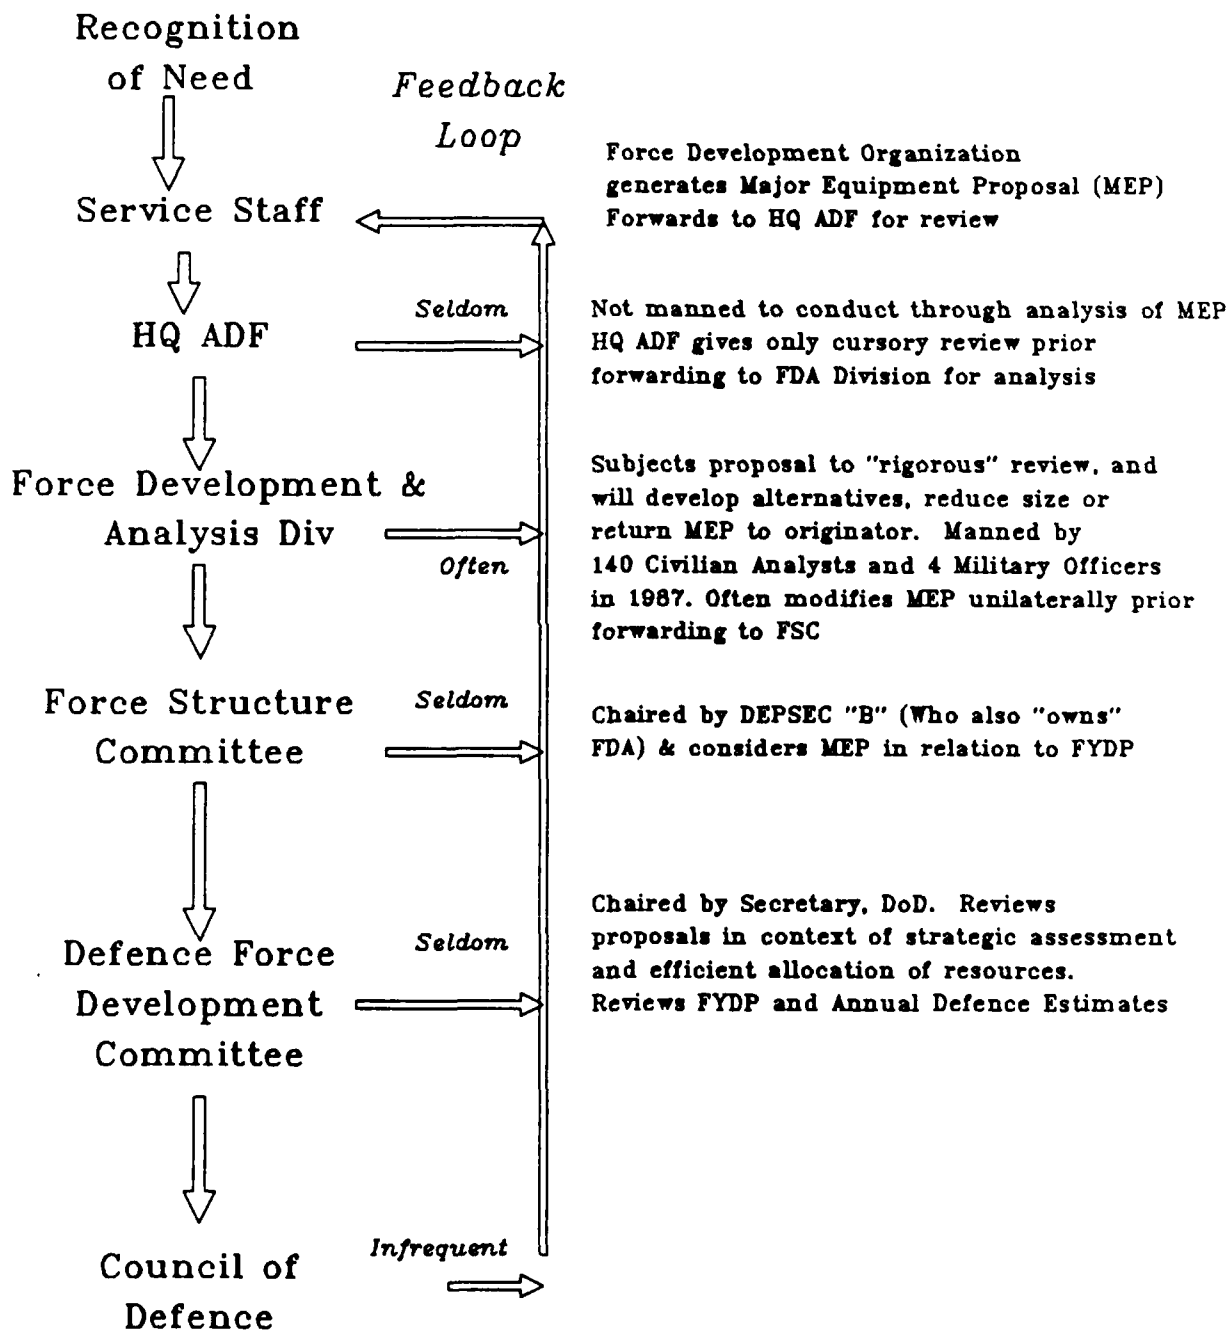 Recognition
of Need
Feedback
Loop
Force Development Organization
generates Major Equipment Proposal (MEP)
Forwards to HQ ADF for review
Service Staff
Seldom
HQ ADF
Not manned to conduct through analysis of MEP
HQ ADF gives only cursory review prior
forwarding to FDA Division for analysis
Force Development &
Analysis Div
Often
Subjects proposal to "rigorous" review, and
will develop alternatives, reduce size or
return MEP to originator. Manned by
140 Civilian Analysts and 4 Military Officers
in 1987. Often modifies MEP unilaterally prior
forwarding to FSC
Force Structure
Committee
Seldom
Chaired by DEPSEC "B" (Who also "owns"
FDA) & considers MEP in relation to FYDP
Defence Force
Development
Committee
Seldom
Chaired by Secretary, DoD. Reviews
proposals in context of strategic assessment
and efficient allocation of resources.
Reviews FYDP and Annual Defence Estimates
Council of
Defence
Infrequent